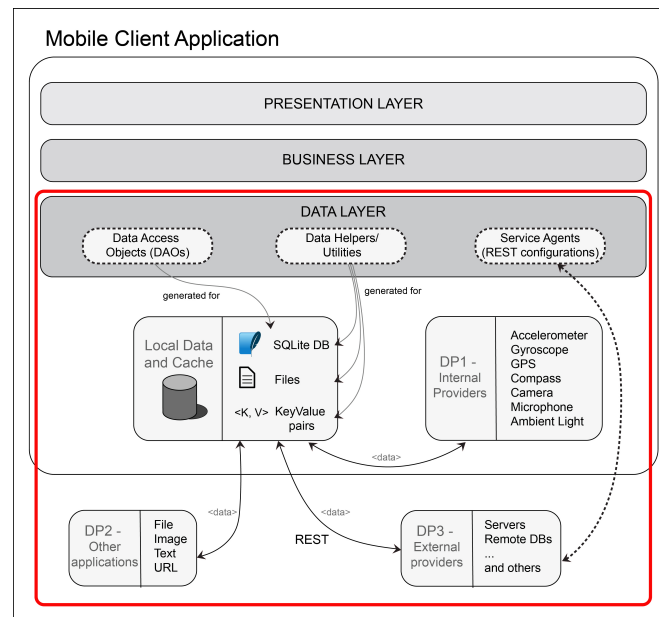 Mobile Client Application
PRESENTATION LAYER
BUSINESS LAYER
DATA LAYER
Data Access
Objects (DAOs)
Data Helpers/
Utilities
Service Agents
(REST configurations)
generated for
generated for
Local Data
and Cache
SQLite DB
Files
<K, V> KeyValue
pairs
DP1 -
Internal
Providers
Accelerometer
Gyroscope
GPS
Compass
Camera
Microphone
Ambient Light
<data>
<data>
<data>
REST
DP2 -
Other
applications
File
Image
Text
URL
DP3 -
External
providers
Servers
Remote DBs
...
and others